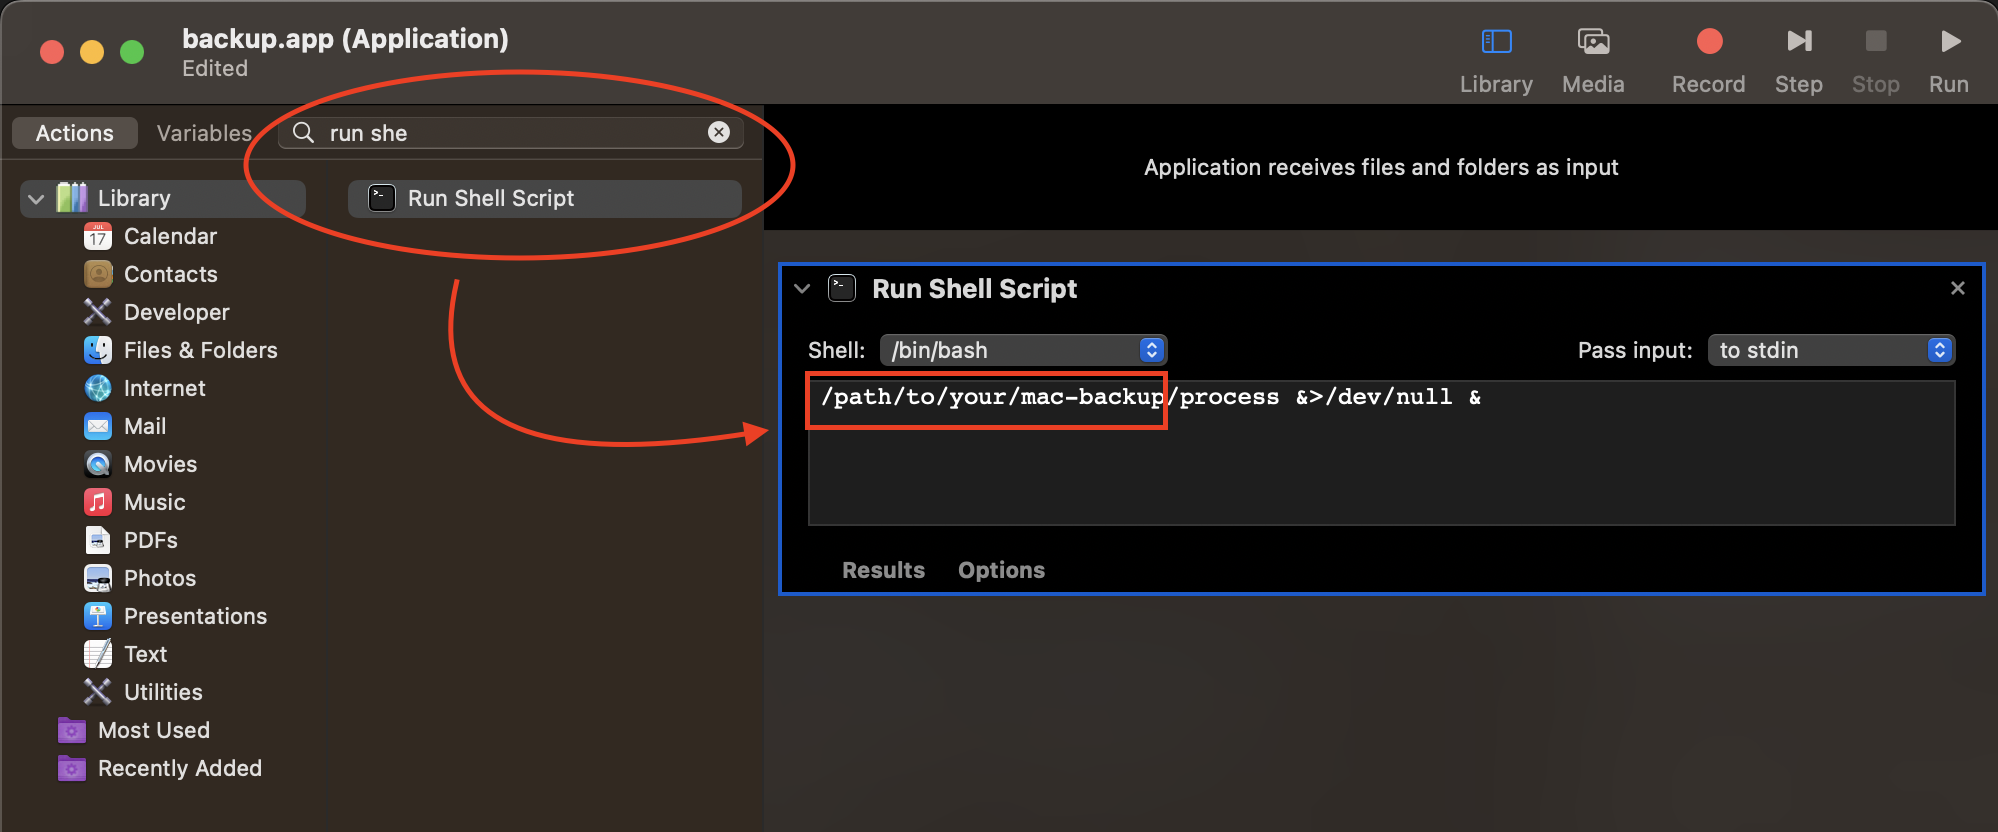 backup.app (Application)
Edited
Library
Media
Record
Step
Stop
Run
Actions
Variables
run she
Application receives files and folders as input
Library
Calendar
Contacts
Developer
Files & Folders
Internet
Mail
Movies
Music
PDFs
Photos
Presentations
Text
Utilities
Most Used
Recently Added
JUL
17
Run Shell Script
Run Shell Script
Shell: /bin/bash
Pass input: to stdin
/path/to/your/mac-backup/process &>/dev/null &
Results
Options